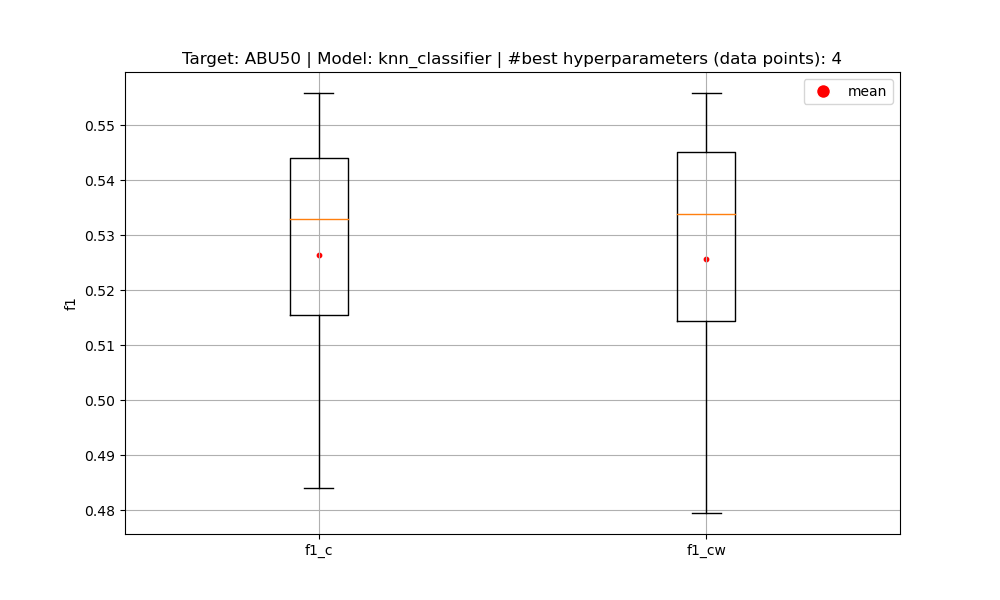 Target: ABU50 | Model: knn_classifier | #best hyperparameters (data points): 4
mean
0.55
0.54
0.53
0.52
0.51
0.50
0.49
0.48
f1
f1_c
f1_cw